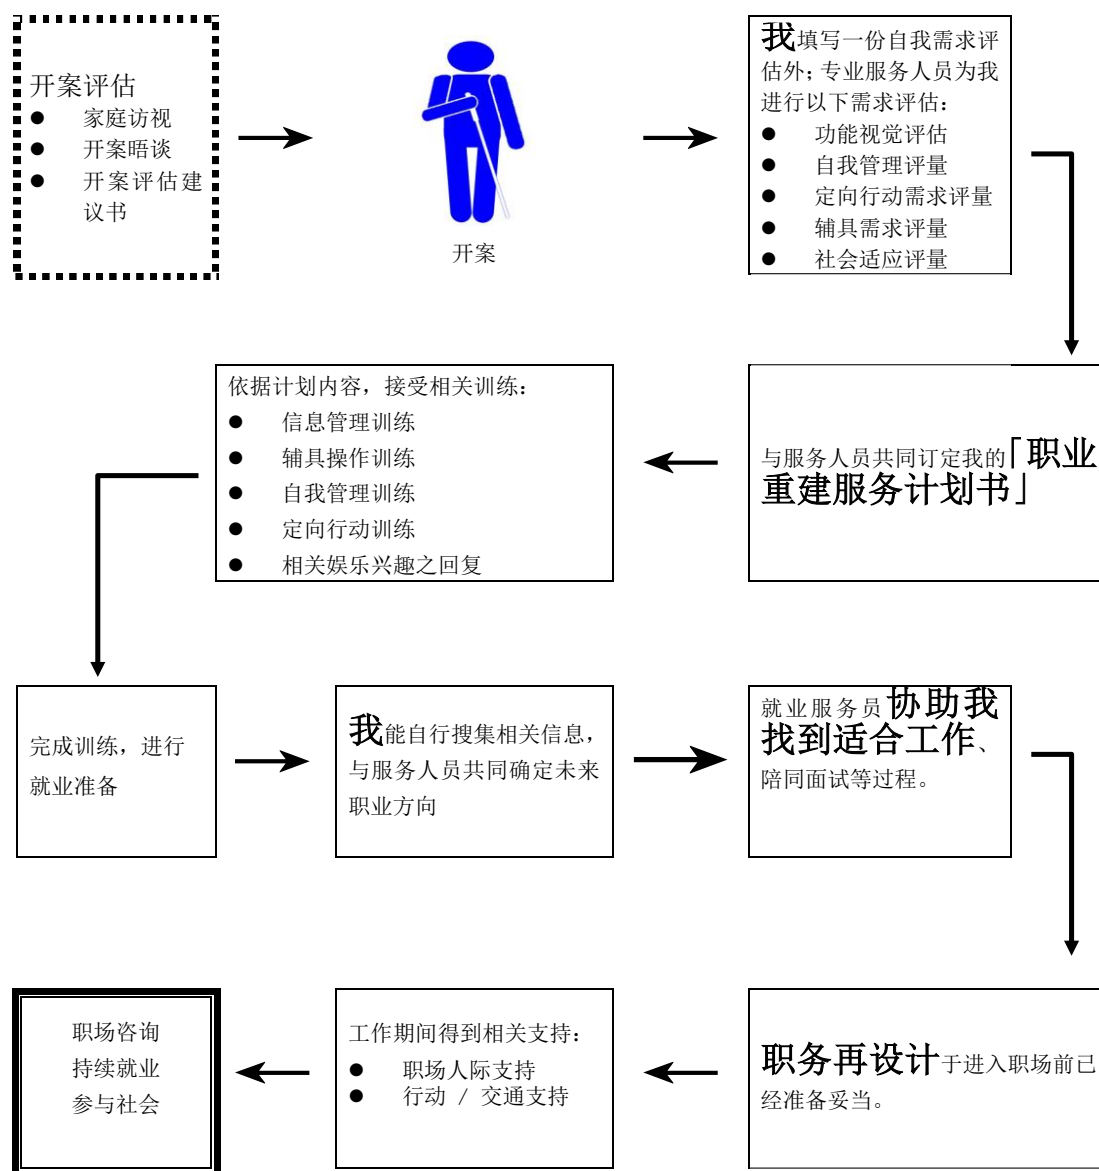 开案评估
● 家庭访视
● 开案晤谈
● 开案评估建
议书
开案
我填写一份自我需求评
估外；专业服务人员为我
进行以下需求评估：
● 功能视觉评估
● 自我管理评量
● 定向行动需求评量
● 辅具需求评量
● 社会适应评量
与服务人员共同订定我的「职业
重建服务计划书」
依据计划内容，接受相关训练：
● 信息管理训练
● 辅具操作训练
● 自我管理训练
● 定向行动训练
● 相关娱乐兴趣之回复
完成训练，进行
就业准备
我能自行搜集相关信息，
与服务人员共同确定未来
职业方向
就业服务员协助我
找到适合工作、
陪同面试等过程。
职务再设计于进入职场前已
经准备妥当。
工作期间得到相关支持：
● 职场人际支持
● 行动 / 交通支持
职场咨询
持续就业
参与社会